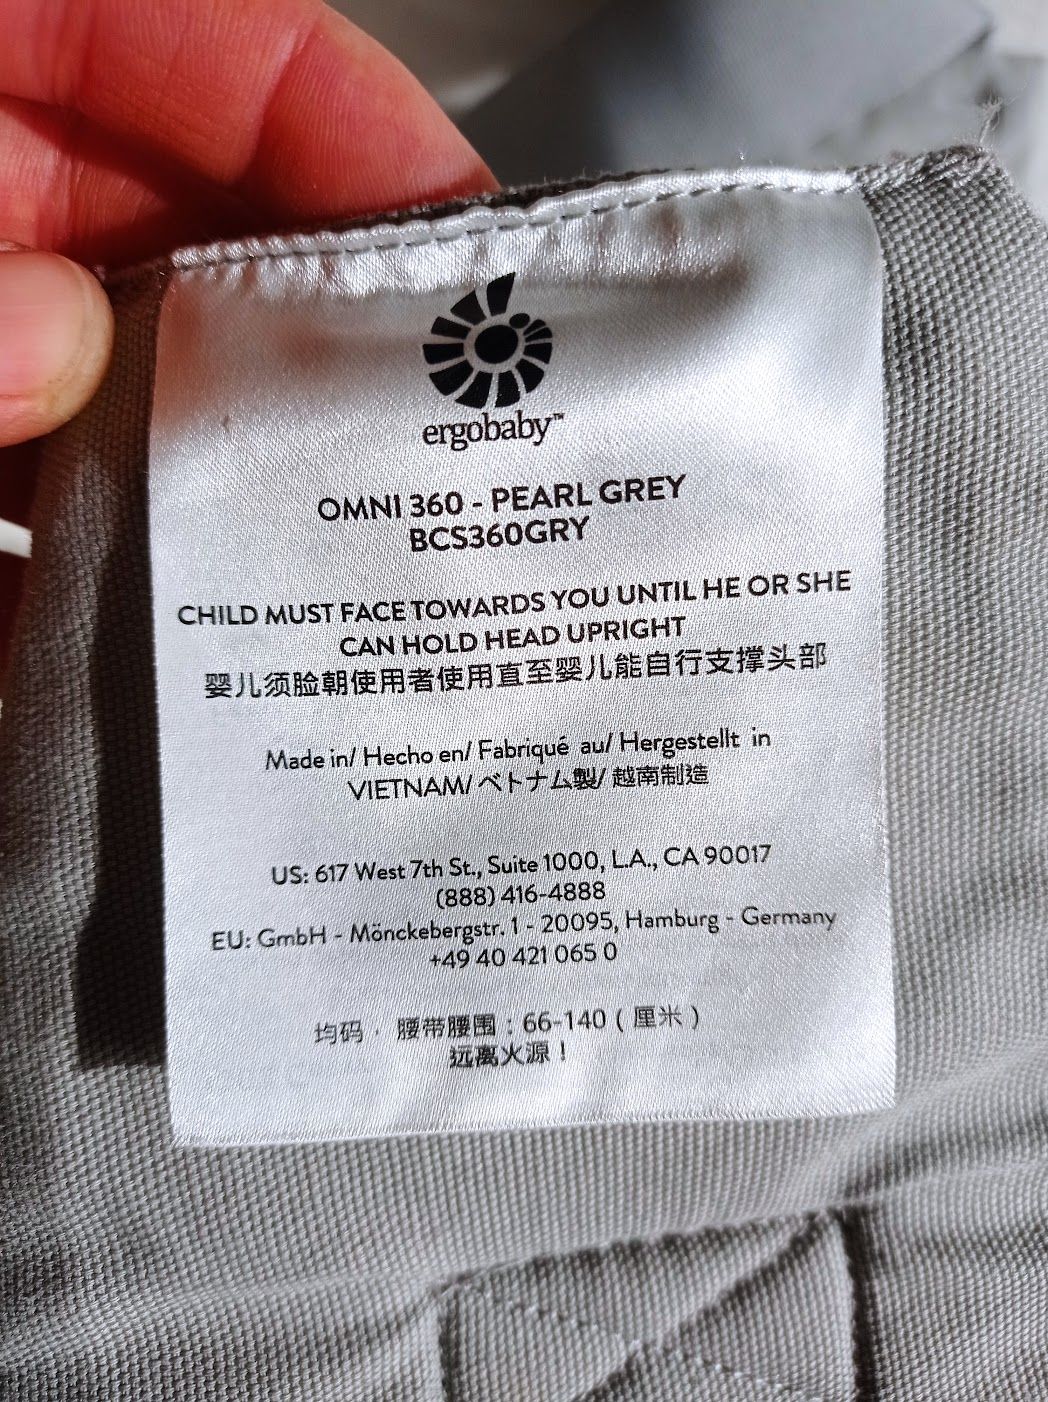 ergobaby™
OMNI 360 - PEARL GREY
BCS360GRY
CHILD MUST FACE TOWARDS YOU UNTIL HE OR SHE
CAN HOLD HEAD UPRIGHT
婴儿须脸朝使用者使用直至婴儿能自行支撑头部
Made in/ Hecho en/ Fabriqué au/ Hergestellt in
VIETNAM/ベトナム製/ 越南制造
US: 617 West 7th St., Suite 1000, L.A., CA 90017
(888) 416-4888
EU: GmbH - Mönckebergstr. 1 - 20095, Hamburg - Germany
+49 40 421 065 0
均码 · 腰带腰围：66-140 ( 厘米 )
远离火源！